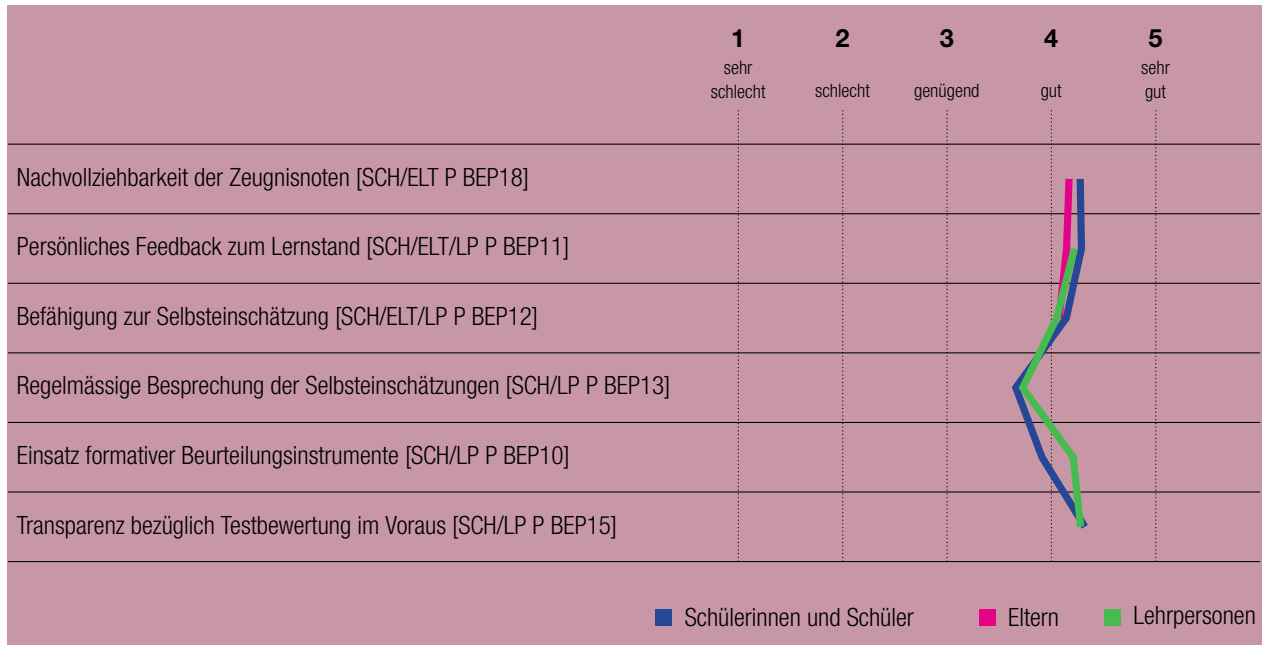 1 2 3 4 5
sehr schlecht schlecht genügend gut sehr gut
Nachvollziehbarkeit der Zeugnisnoten [SCH/ELT P BEP18]
Persönliches Feedback zum Lernstand [SCH/ELT/LP P BEP11]
Befähigung zur Selbsteinschätzung [SCH/ELT/LP P BEP12]
Regelmässige Besprechung der Selbsteinschätzungen [SCH/LP P BEP13]
Einsatz formativer Beurteilungsinstrumente [SCH/LP P BEP10]
Transparenz bezüglich Testbewertung im Voraus [SCH/LP P BEP15]
Schülerinnen und Schüler Eltern Lehrpersonen